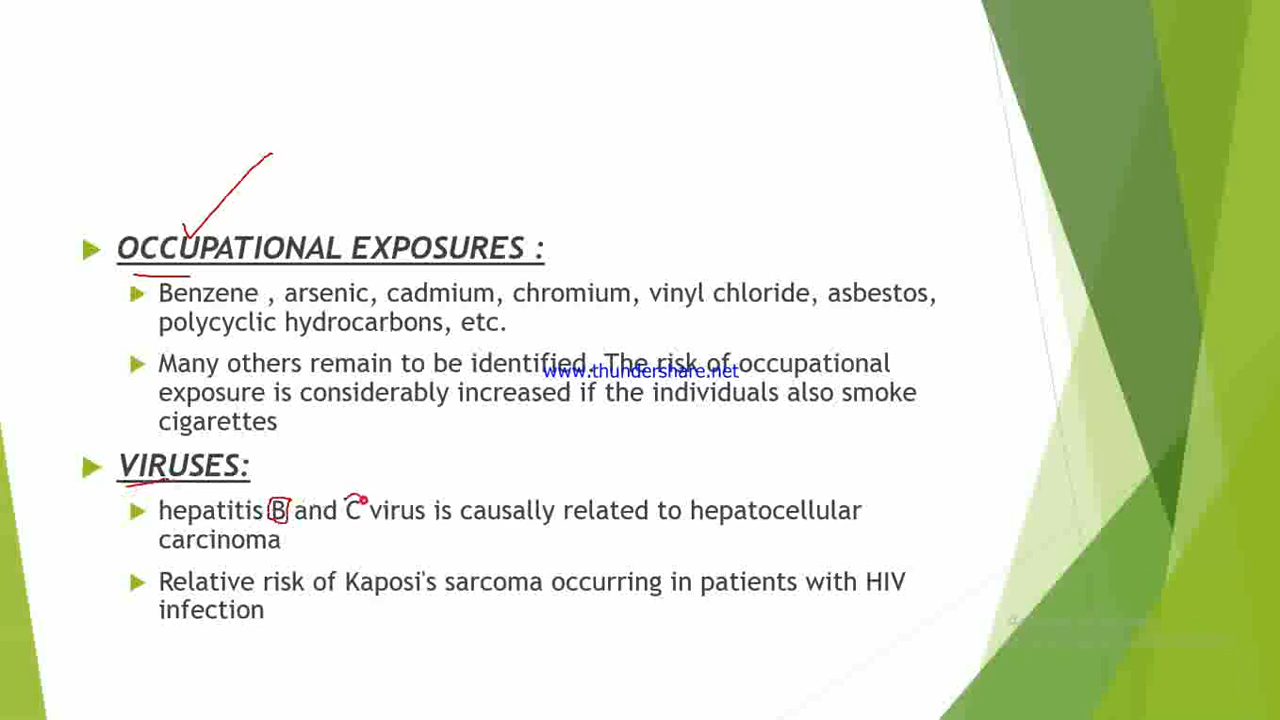 OCCUPATIONAL EXPOSURES :
Benzene , arsenic, cadmium, chromium, vinyl chloride, asbestos,
polycyclic hydrocarbons, etc.
Many others remain to be identified. The risk of occupational
www.thundershare.net
exposure is considerably increased if the individuals also smoke
cigarettes
VIRUSES:
hepatitis B and C virus is causally related to hepatocellular
carcinoma
Relative risk of Kaposi's sarcoma occurring in patients with HIV
infection